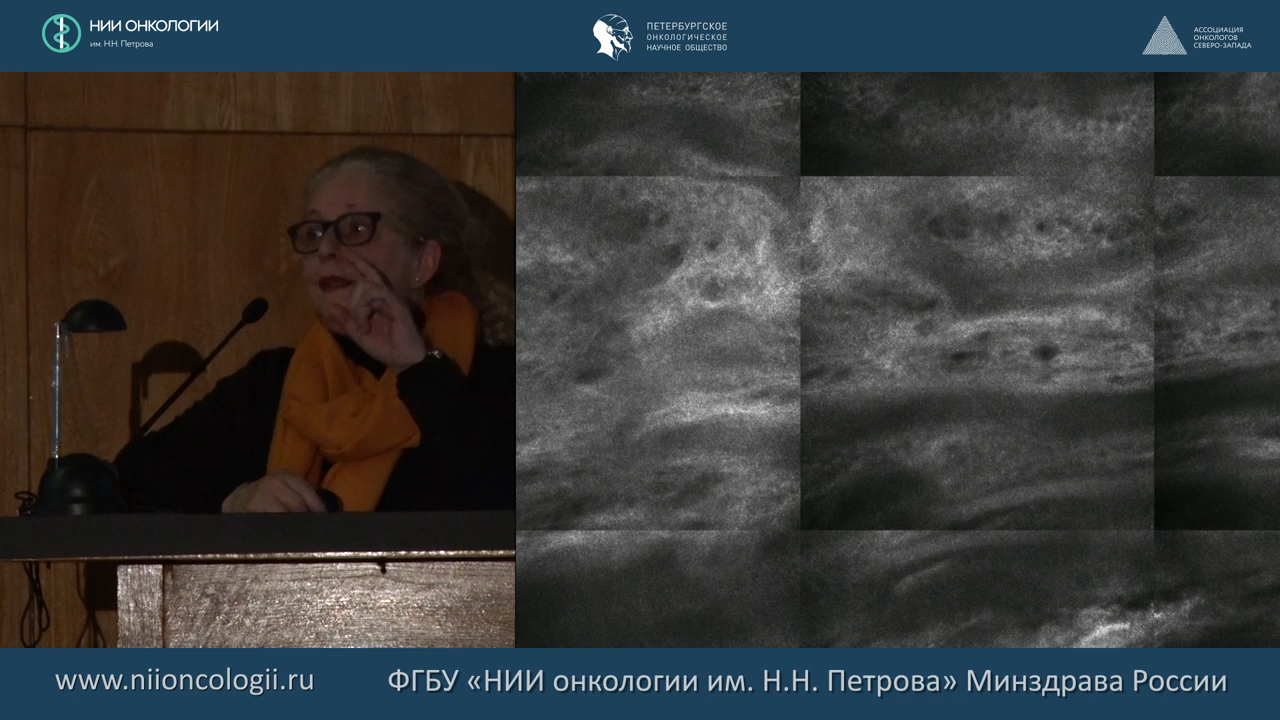 НИИ ОНКОЛОГИИ
им. Н.Н. Петрова
ПЕТЕРБУРГСКОЕ
ОНКОЛОГИЧЕСКОЕ
НАУЧНОЕ ОБЩЕСТВО
АССОЦИАЦИЯ
ОНКОЛОГОВ
СЕВЕРО-ЗАПАДА
www.niioncologii.ru
ФГБУ «НИИ онкологии им. Н.Н. Петрова» Минздрава России